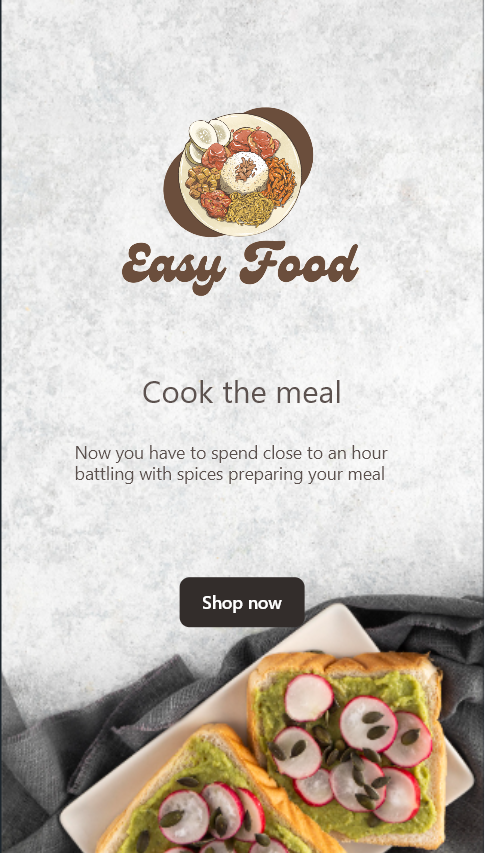 Easy Food
Cook the meal
Now you have to spend close to an hour
battling with spices preparing your meal
Shop now